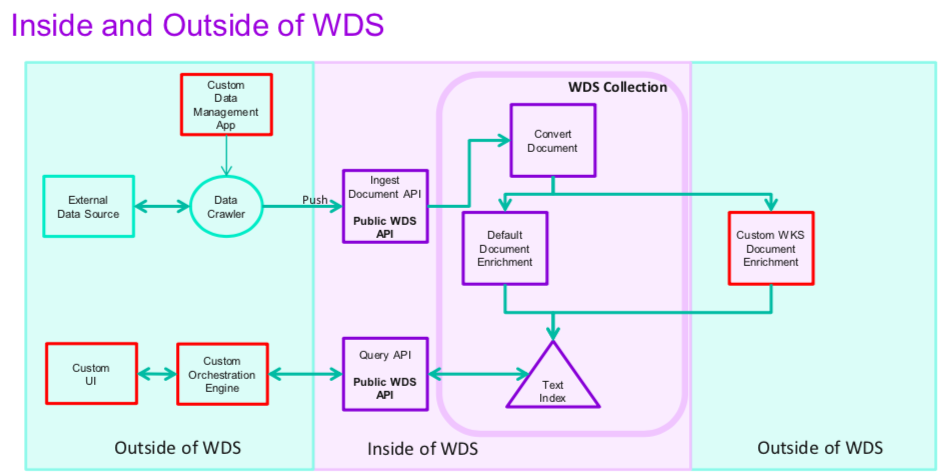 Inside and Outside of WDS
WDS Collection
Custom
Data
Management
App
Convert
Document
External
Data Source
Data
Crawler
Push
Ingest
Document API
Public WDS
API
Default
Document
Enrichment
Custom WKS
Document
Enrichment
Custom
UI
Custom
Orchestration
Engine
Query API
Public WDS
API
Text
Index
Outside of WDS
Inside of WDS
Outside of WDS